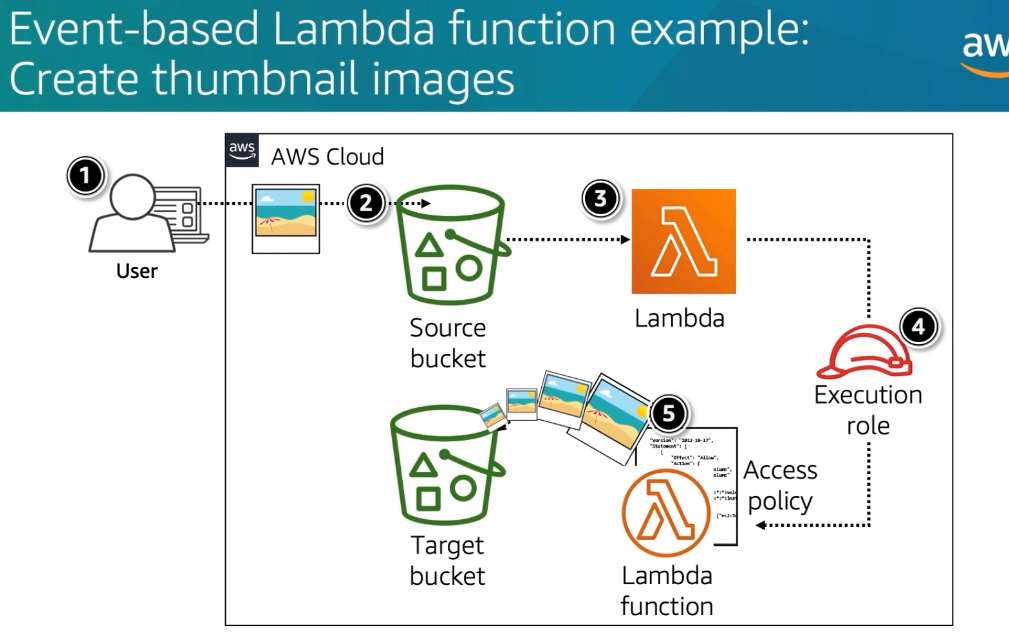 Event-based Lambda function example:
Create thumbnail images
aws
AWS Cloud
1
2
3
4
5
User
Source
bucket
Lambda
Execution
role
"Version": "2012-10-17",
"Statement": [
{
"Effect": "Allow",
"Action": [
Access
policy
Target
bucket
Lambda
function